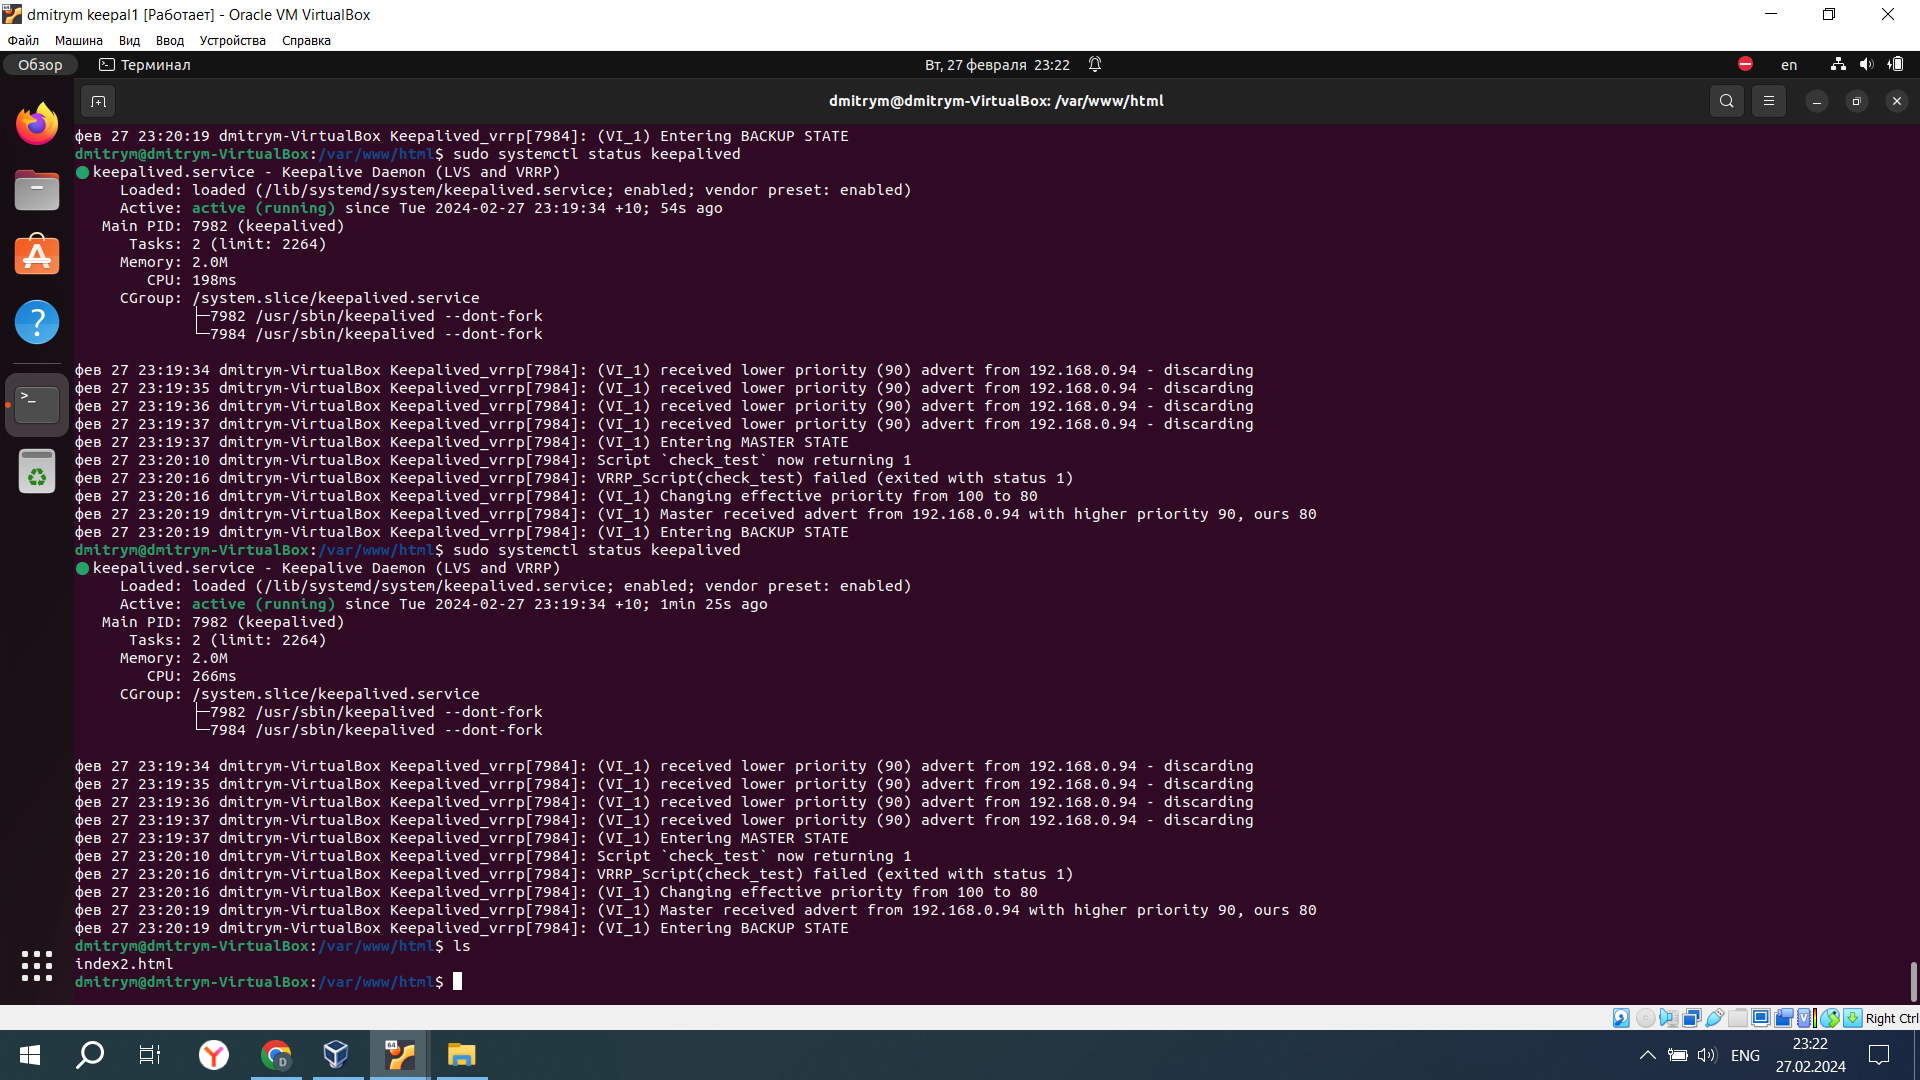 dmitrym keepal1 [Работает] - Oracle VM VirtualBox
Файл Машина Вид Ввод Устройства Справка
Обзор Терминал Вт, 27 февраля 23:22 en
dmitrym@dmitrym-VirtualBox: /var/www/html
фев 27 23:20:19 dmitrym-VirtualBox Keepalived_vrrp[7984]: (VI_1) Entering BACKUP STATE
dmitrym@dmitrym-VirtualBox:/var/www/html$ sudo systemctl status keepalived
keepalived.service - Keepalive Daemon (LVS and VRRP)
Loaded: loaded (/lib/systemd/system/keepalived.service; enabled; vendor preset: enabled)
Active: active (running) since Tue 2024-02-27 23:19:34 +10; 54s ago
Main PID: 7982 (keepalived)
Tasks: 2 (limit: 2264)
Memory: 2.0M
CPU: 198ms
CGroup: /system.slice/keepalived.service
├─7982 /usr/sbin/keepalived --dont-fork
└─7984 /usr/sbin/keepalived --dont-fork
фев 27 23:19:34 dmitrym-VirtualBox Keepalived_vrrp[7984]: (VI_1) received lower priority (90) advert from 192.168.0.94 - discarding
фев 27 23:19:35 dmitrym-VirtualBox Keepalived_vrrp[7984]: (VI_1) received lower priority (90) advert from 192.168.0.94 - discarding
фев 27 23:19:36 dmitrym-VirtualBox Keepalived_vrrp[7984]: (VI_1) received lower priority (90) advert from 192.168.0.94 - discarding
фев 27 23:19:37 dmitrym-VirtualBox Keepalived_vrrp[7984]: (VI_1) received lower priority (90) advert from 192.168.0.94 - discarding
фев 27 23:19:37 dmitrym-VirtualBox Keepalived_vrrp[7984]: (VI_1) Entering MASTER STATE
фев 27 23:20:10 dmitrym-VirtualBox Keepalived_vrrp[7984]: Script `check_test` now returning 1
фев 27 23:20:16 dmitrym-VirtualBox Keepalived_vrrp[7984]: VRRP_Script(check_test) failed (exited with status 1)
фев 27 23:20:16 dmitrym-VirtualBox Keepalived_vrrp[7984]: (VI_1) Changing effective priority from 100 to 80
фев 27 23:20:19 dmitrym-VirtualBox Keepalived_vrrp[7984]: (VI_1) Master received advert from 192.168.0.94 with higher priority 90, ours 80
фев 27 23:20:19 dmitrym-VirtualBox Keepalived_vrrp[7984]: (VI_1) Entering BACKUP STATE
dmitrym@dmitrym-VirtualBox:/var/www/html$ sudo systemctl status keepalived
keepalived.service - Keepalive Daemon (LVS and VRRP)
Loaded: loaded (/lib/systemd/system/keepalived.service; enabled; vendor preset: enabled)
Active: active (running) since Tue 2024-02-27 23:19:34 +10; 1min 25s ago
Main PID: 7982 (keepalived)
Tasks: 2 (limit: 2264)
Memory: 2.0M
CPU: 266ms
CGroup: /system.slice/keepalived.service
├─7982 /usr/sbin/keepalived --dont-fork
└─7984 /usr/sbin/keepalived --dont-fork
фев 27 23:19:34 dmitrym-VirtualBox Keepalived_vrrp[7984]: (VI_1) received lower priority (90) advert from 192.168.0.94 - discarding
фев 27 23:19:35 dmitrym-VirtualBox Keepalived_vrrp[7984]: (VI_1) received lower priority (90) advert from 192.168.0.94 - discarding
фев 27 23:19:36 dmitrym-VirtualBox Keepalived_vrrp[7984]: (VI_1) received lower priority (90) advert from 192.168.0.94 - discarding
фев 27 23:19:37 dmitrym-VirtualBox Keepalived_vrrp[7984]: (VI_1) received lower priority (90) advert from 192.168.0.94 - discarding
фев 27 23:19:37 dmitrym-VirtualBox Keepalived_vrrp[7984]: (VI_1) Entering MASTER STATE
фев 27 23:20:10 dmitrym-VirtualBox Keepalived_vrrp[7984]: Script `check_test` now returning 1
фев 27 23:20:16 dmitrym-VirtualBox Keepalived_vrrp[7984]: VRRP_Script(check_test) failed (exited with status 1)
фев 27 23:20:16 dmitrym-VirtualBox Keepalived_vrrp[7984]: (VI_1) Changing effective priority from 100 to 80
фев 27 23:20:19 dmitrym-VirtualBox Keepalived_vrrp[7984]: (VI_1) Master received advert from 192.168.0.94 with higher priority 90, ours 80
фев 27 23:20:19 dmitrym-VirtualBox Keepalived_vrrp[7984]: (VI_1) Entering BACKUP STATE
dmitrym@dmitrym-VirtualBox:/var/www/html$ ls
index2.html
dmitrym@dmitrym-VirtualBox:/var/www/html$
Right Ctrl
ENG
23:22
27.02.2024